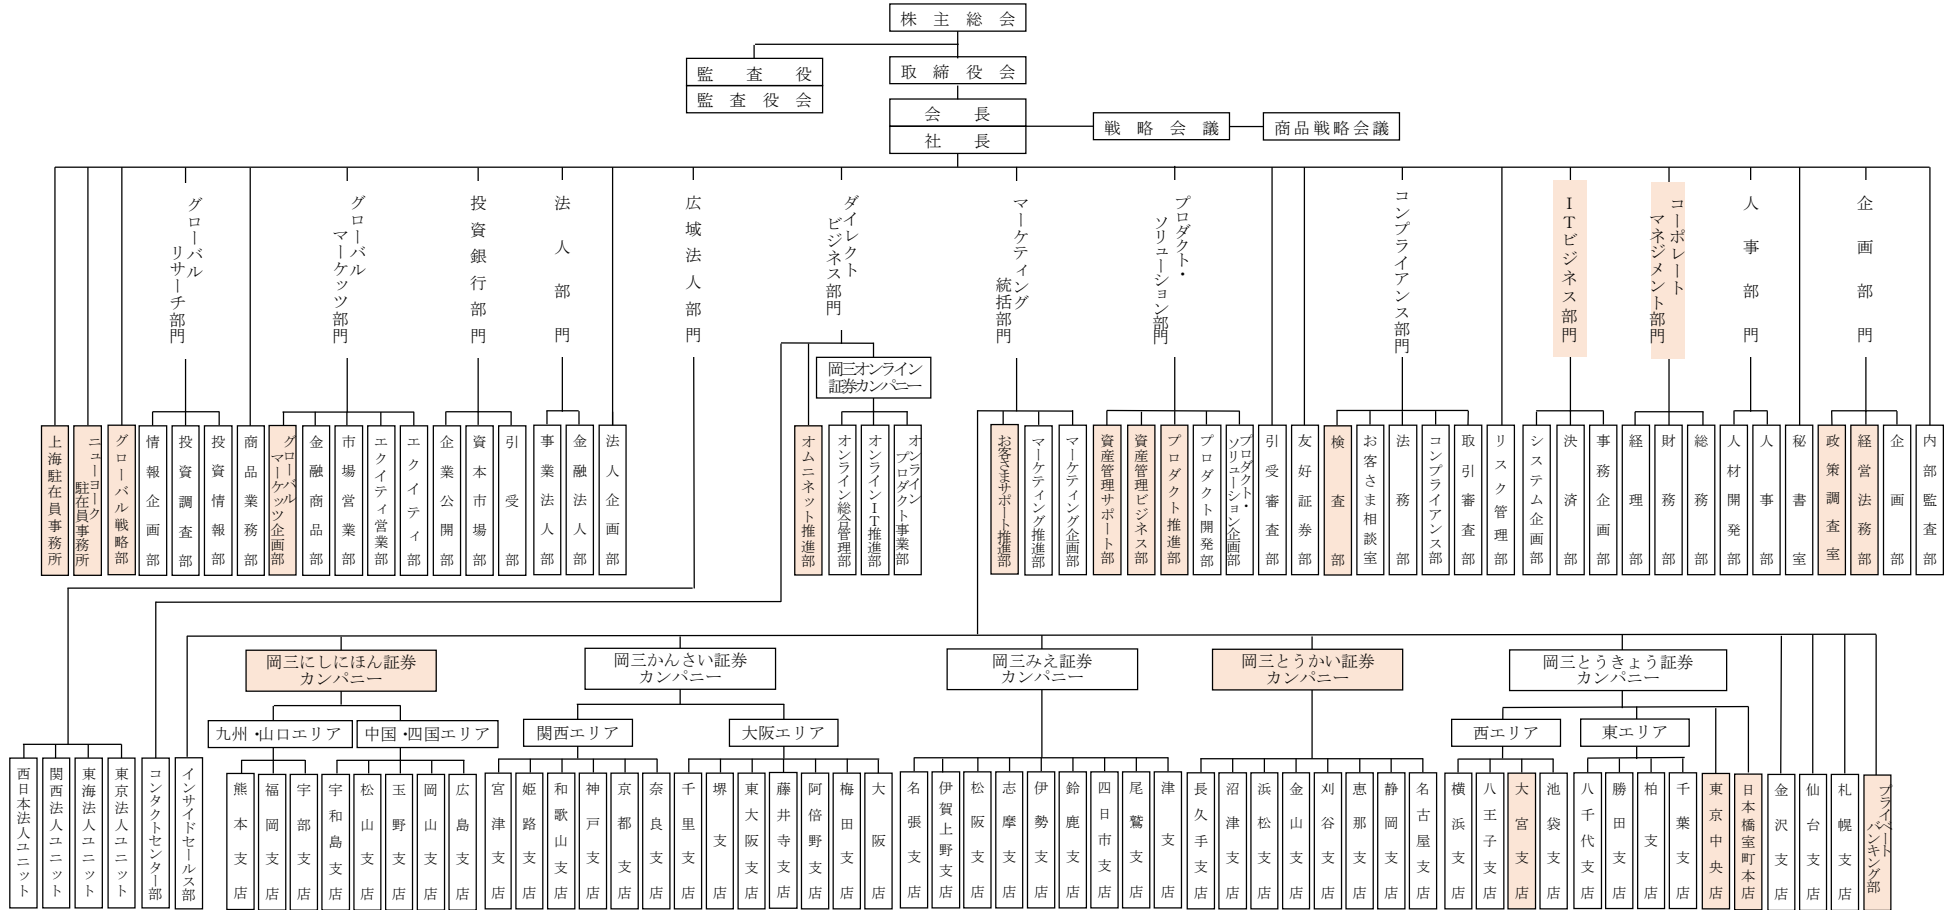 株主総会
監査役
監査役会
取締役会
会長
社長
戦略会議
商品戦略会議
グローバル
リサーチ部門
グローバル
マーケッツ部門
投資銀行部門
法人部門
広域法人部門
ダイレクト
ビジネス部門
マーケティング
統括部門
プロダクト・
ソリューション部門
コンプライアンス部門
ITビジネス部門
コーポレート
マネジメント部門
人事部門
企画部門
岡三オンライン
証券カンパニー
上海駐在員事務所
ニューヨーク
駐在員事務所
グローバル戦略部
情報企画部
投資調査部
投資情報部
商品業務部
グローバル
マーケッツ企画部
金融商品部
市場営業部
エクイティ営業部
エクイティ部
企業公開部
資本市場部
引受部
事業法人部
金融法人部
法人企画部
オムニネット推進部
オンライン総合管理部
オンラインIT推進部
オンライン
プロダクト事業部
お客さまサポート推進部
マーケティング推進部
マーケティング企画部
資産管理サポート部
資産管理ビジネス部
プロダクト推進部
プロダクト開発部
プロダクト・
ソリューション企画部
引受審査部
友好証券部
検査部
お客さま相談室
法務部
コンプライアンス部
取引審査部
リスク管理部
システム企画部
決済部
事務企画部
経理部
財務部
総務部
人材開発部
人事部
秘書室
政策調査室
経営法務部
企画部
内部監査部
岡三にしにほん証券
カンパニー
岡三かんさい証券
カンパニー
岡三みえ証券
カンパニー
岡三とうかい証券
カンパニー
岡三とうきょう証券
カンパニー
九州・山口エリア
中国・四国エリア
関西エリア
大阪エリア
西エリア
東エリア
西日本法人ユニット
関西法人ユニット
東海法人ユニット
東京法人ユニット
コンタクトセンター部
インサイドセールス部
熊本支店
福岡支店
宇部支店
宇和島支店
松山支店
玉野支店
岡山支店
広島支店
宮津支店
姫路支店
和歌山支店
神戸支店
京都支店
奈良支店
千里支店
堺支店
東大阪支店
藤井寺支店
阿倍野支店
梅田支店
大阪店
名張支店
伊賀上野支店
松阪支店
志摩支店
伊勢支店
鈴鹿支店
四日市支店
尾鷲支店
津支店
長久手支店
沼津支店
浜松支店
金山支店
刈谷支店
恵那支店
静岡支店
名古屋支店
横浜支店
八王子支店
大宮支店
池袋支店
八千代支店
勝田支店
柏支店
千葉支店
東京中央店
日本橋室町本店
金沢支店
仙台支店
札幌支店
プライベート
バンキング部